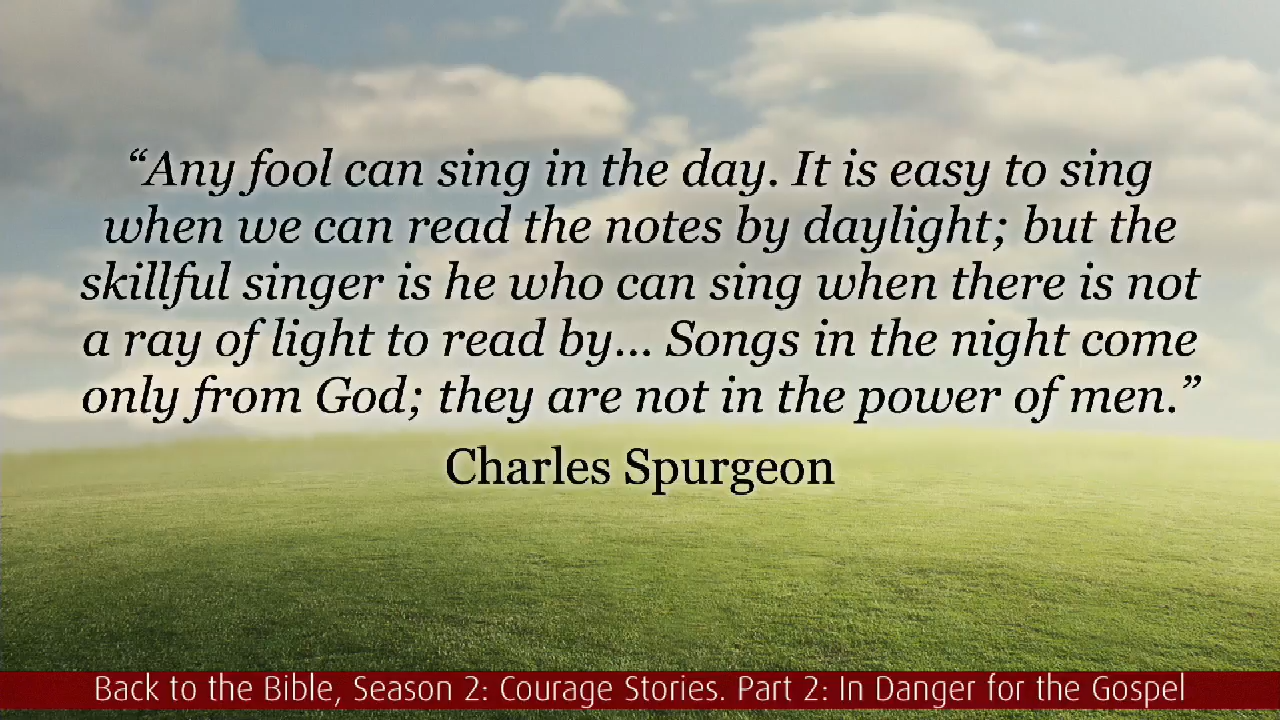 “Any fool can sing in the day. It is easy to sing
when we can read the notes by daylight; but the
skillful singer is he who can sing when there is not
a ray of light to read by... Songs in the night come
only from God; they are not in the power of men.”
Charles Spurgeon
Back to the Bible, Season 2: Courage Stories. Part 2: In Danger for the Gospel